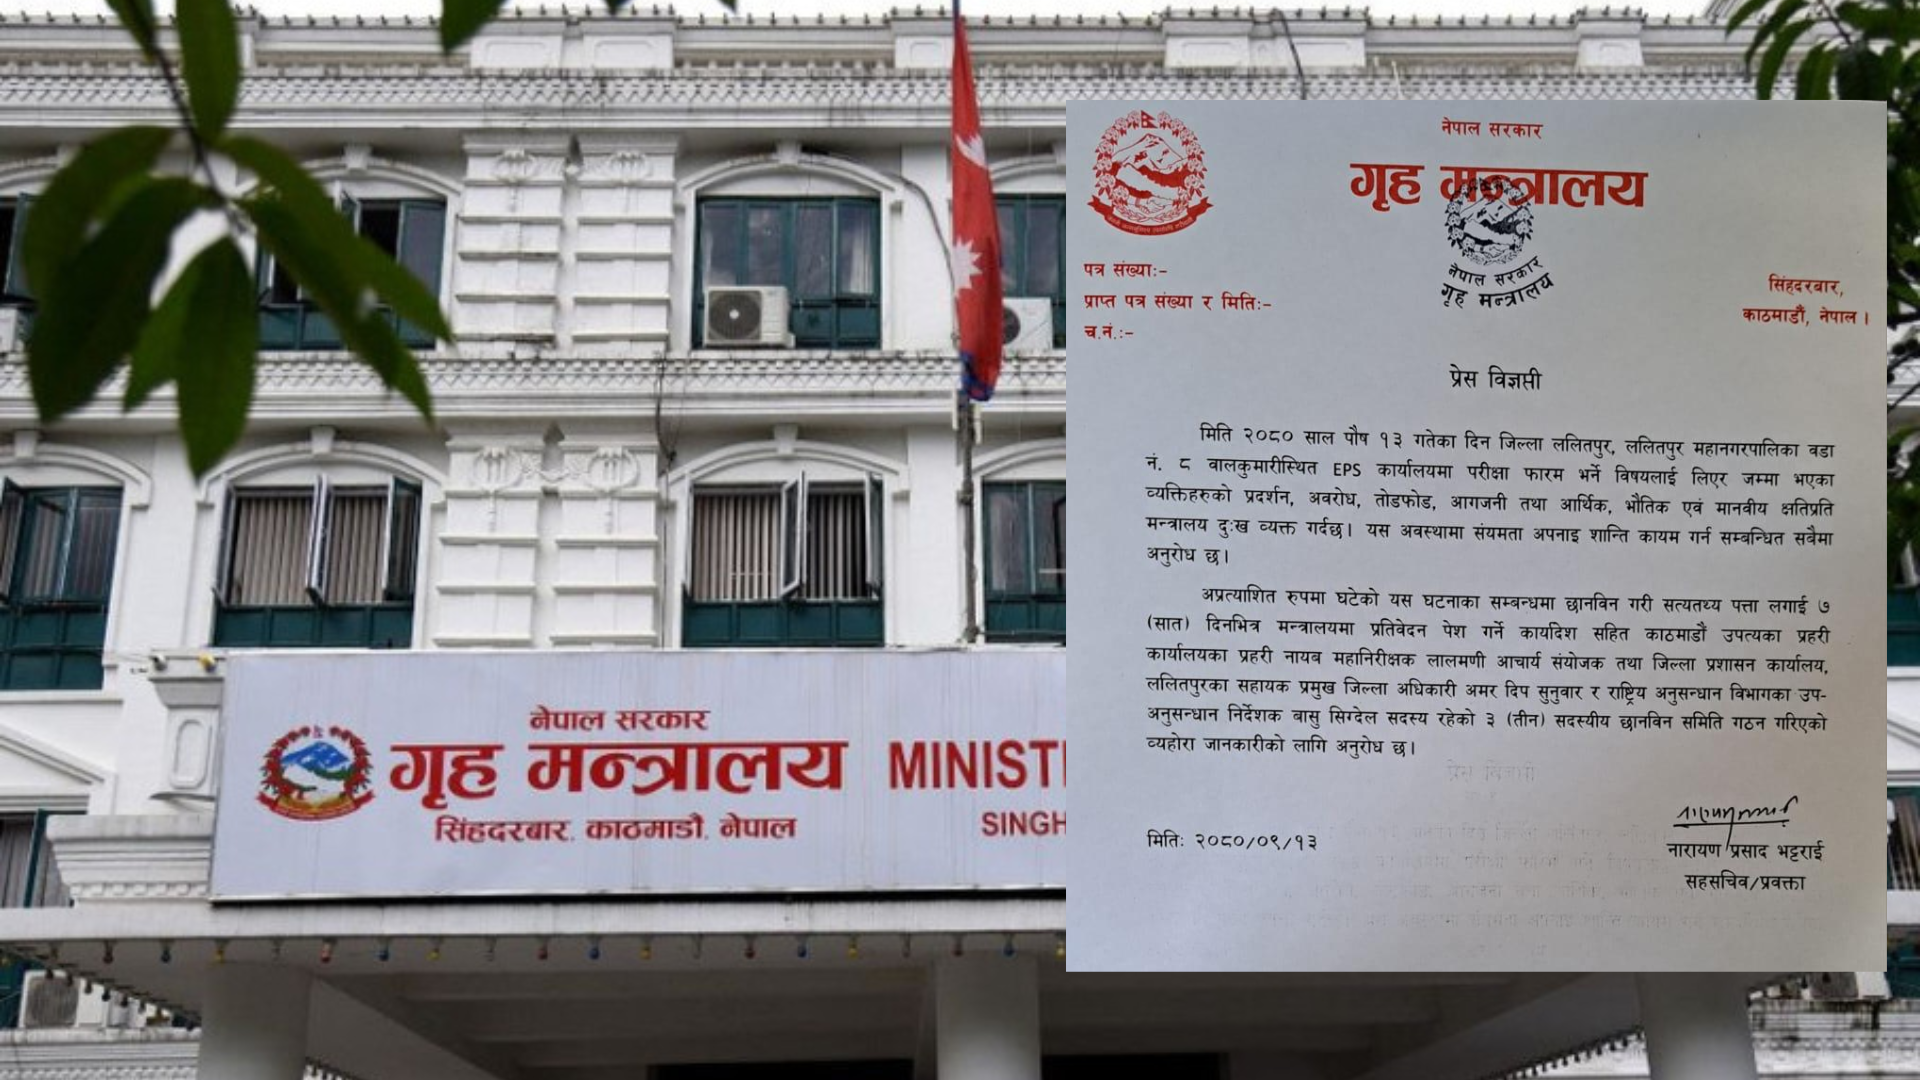 नेपाल सरकार
गृह मन्त्रालय
सिंहदरबार, काठमाडौं, नेपाल
MINIST
SINGH
नेपाल सरकार
गृह मन्त्रालय
नेपाल सरकार
गृह मन्त्रालय
पत्र संख्याः-
प्राप्त पत्र संख्या र मितिः-
च.नं.:-
सिंहदरबार,
काठमाडौं, नेपाल।
प्रेस विज्ञप्ती
मिति २०८० साल पौष १३ गतेका दिन जिल्ला ललितपुर, ललितपुर महानगरपालिका वडा
नं. ८ वालकुमारीस्थित EPS कार्यालयमा परीक्षा फारम भर्ने विषयलाई लिएर जम्मा भएका
व्यक्तिहरुको प्रदर्शन, अवरोध, तोडफोड, आगजनी तथा आर्थिक, भौतिक एवं मानवीय क्षतिप्रति
मन्त्रालय दुःख व्यक्त गर्दछ। यस अवस्थामा संयमता अपनाइ शान्ति कायम गर्न सम्बन्धित सबैमा
अनुरोध छ।
अप्रत्याशित रुपमा घटेको यस घटनाका सम्बन्धमा छानविन गरी सत्यतथ्य पत्ता लगाई ७
(सात) दिनभित्र मन्त्रालयमा प्रतिवेदन पेश गर्ने कार्यादेश सहित काठमाडौं उपत्यका प्रहरी
कार्यालयका प्रहरी नायब महानिरीक्षक लालमणी आचार्य संयोजक तथा जिल्ला प्रशासन कार्यालय,
ललितपुरका सहायक प्रमुख जिल्ला अधिकारी अमर दिप सुनुवार र राष्ट्रिय अनुसन्धान विभागका उप-
अनुसन्धान निर्देशक बासु सिग्देल सदस्य रहेको ३ (तीन) सदस्यीय छानविन समिति गठन गरिएको
व्यहोरा जानकारीको लागि अनुरोध छ।
मितिः २०८०/०९/१३
नारायण प्रसाद भट्टराई
सहसचिव/प्रवक्ता